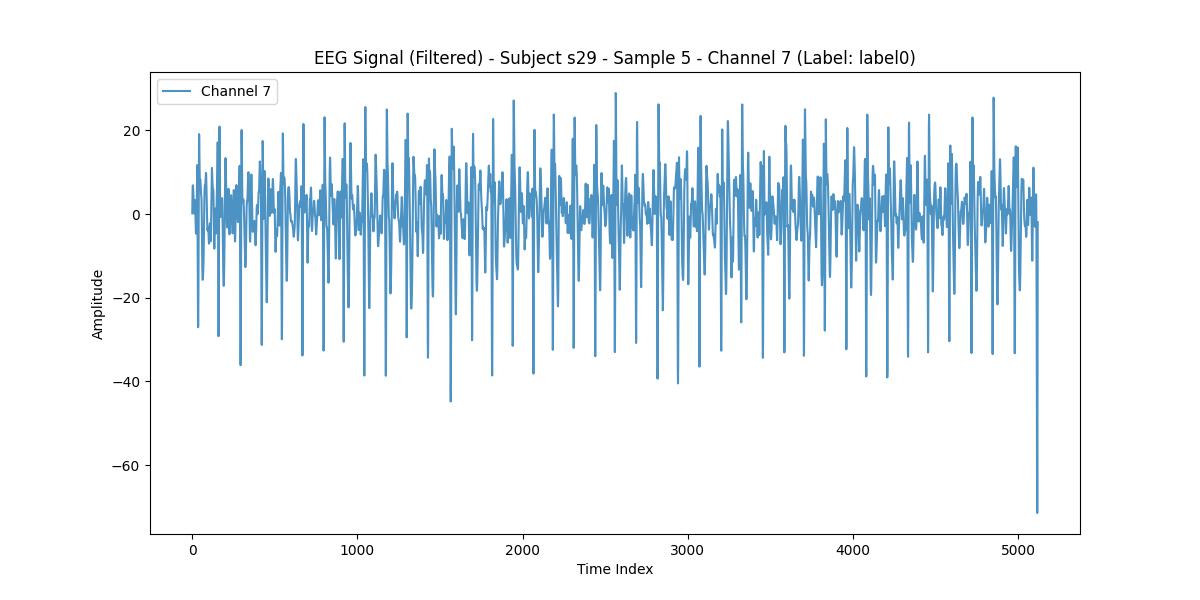 EEG Signal (Filtered) - Subject s29 - Sample 5 - Channel 7 (Label: label0)
Channel 7
20
0
−20
−40
−60
Amplitude
0 1000 2000 3000 4000 5000
Time Index